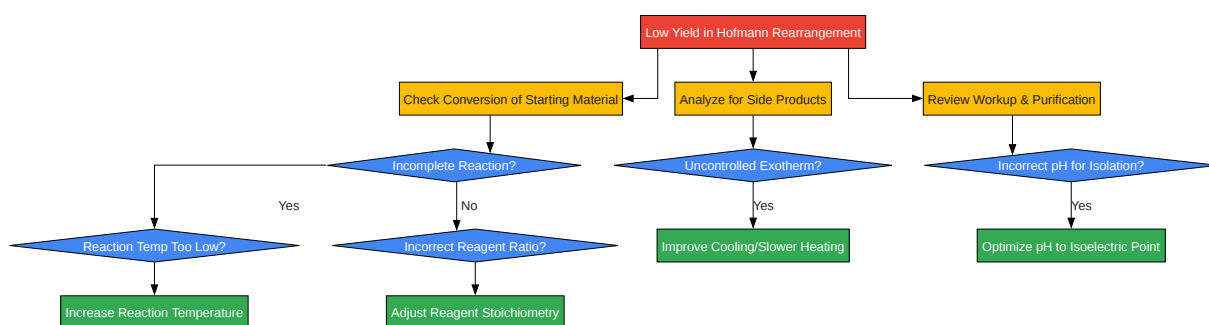 Low Yield in Hofmann Rearrangement
Check Conversion of Starting Material
Analyze for Side Products
Review Workup & Purification
Incomplete Reaction?
Uncontrolled Exotherm?
Incorrect pH for Isolation?
Yes
No
Yes
Yes
Reaction Temp Too Low?
Incorrect Reagent Ratio?
Improve Cooling/Slower Heating
Optimize pH to Isoelectric Point
Increase Reaction Temperature
Adjust Reagent Stoichiometry